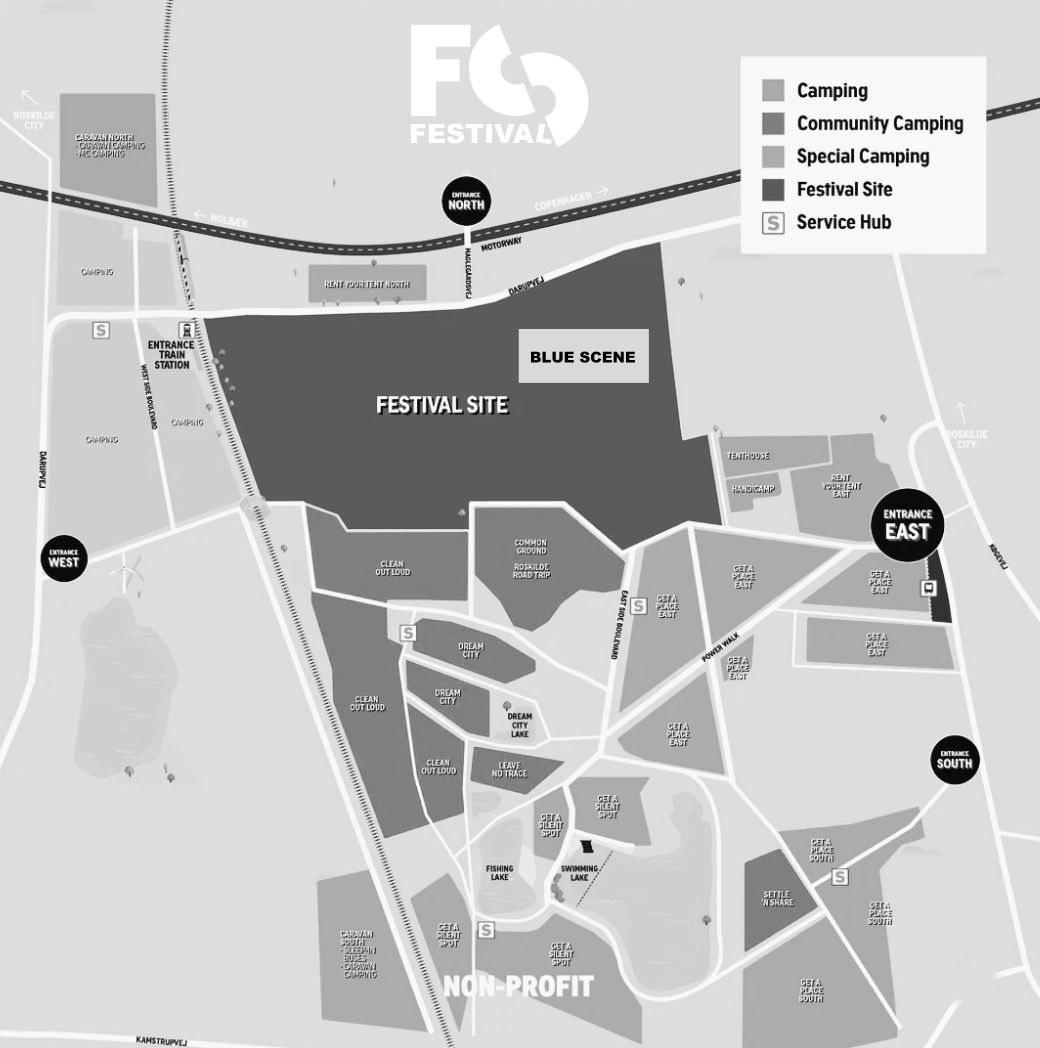 FO
FESTIVAL
Camping
Community Camping
Special Camping
Festival Site
S Service Hub
ROSKILDE
CITY
CARAVAN NORTH
- CARAVAN CAMPING
- MC CAMPING
ENTRANCE
NORTH
← HOLBÆK
COPENHAGEN →
MOTORWAY
HAGLEGÅRDSVEJ
DARUPVEJ
CAMPING
RENT YOUR TENT NORTH
S
ENTRANCE
TRAIN
STATION
BLUE SCENE
FESTIVAL SITE
WEST SIDE BOULEVARD
CAMPING
CAMPING
DARUPVEJ
ROSKILDE
CITY
TENTHOUSE
HANDICAMP
RENT
YOUR TENT
EAST
ENTRANCE
EAST
ENTRANCE
WEST
KØGEVEJ
CLEAN
OUT LOUD
COMMON
GROUND
ROSKILDE
ROAD TRIP
GET A
PLACE
EAST
GET A
PLACE
EAST
S
GET A
PLACE
EAST
EAST SIDE BOULEVARD
S
DREAM
CITY
POWER WALK
GET A
PLACE
EAST
GET A
PLACE
EAST
CLEAN
OUT LOUD
DREAM
CITY
DREAM
CITY
LAKE
GET A
PLACE
EAST
CLEAN
OUT LOUD
LEAVE
NO TRACE
ENTRANCE
SOUTH
GET A
SILENT
SPOT
GET A
SILENT
SPOT
FISHING
LAKE
SWIMMING
LAKE
GET A
PLACE
SOUTH
S
SETTLE
'N SHARE
GET A
PLACE
SOUTH
CARAVAN
SOUTH
- SLEEP-IN
BUSES
- CARAVAN
CAMPING
GET A
SILENT
SPOT
S
GET A
SILENT
SPOT
NON-PROFIT
GET A
PLACE
SOUTH
KAMSTRUPVEJ